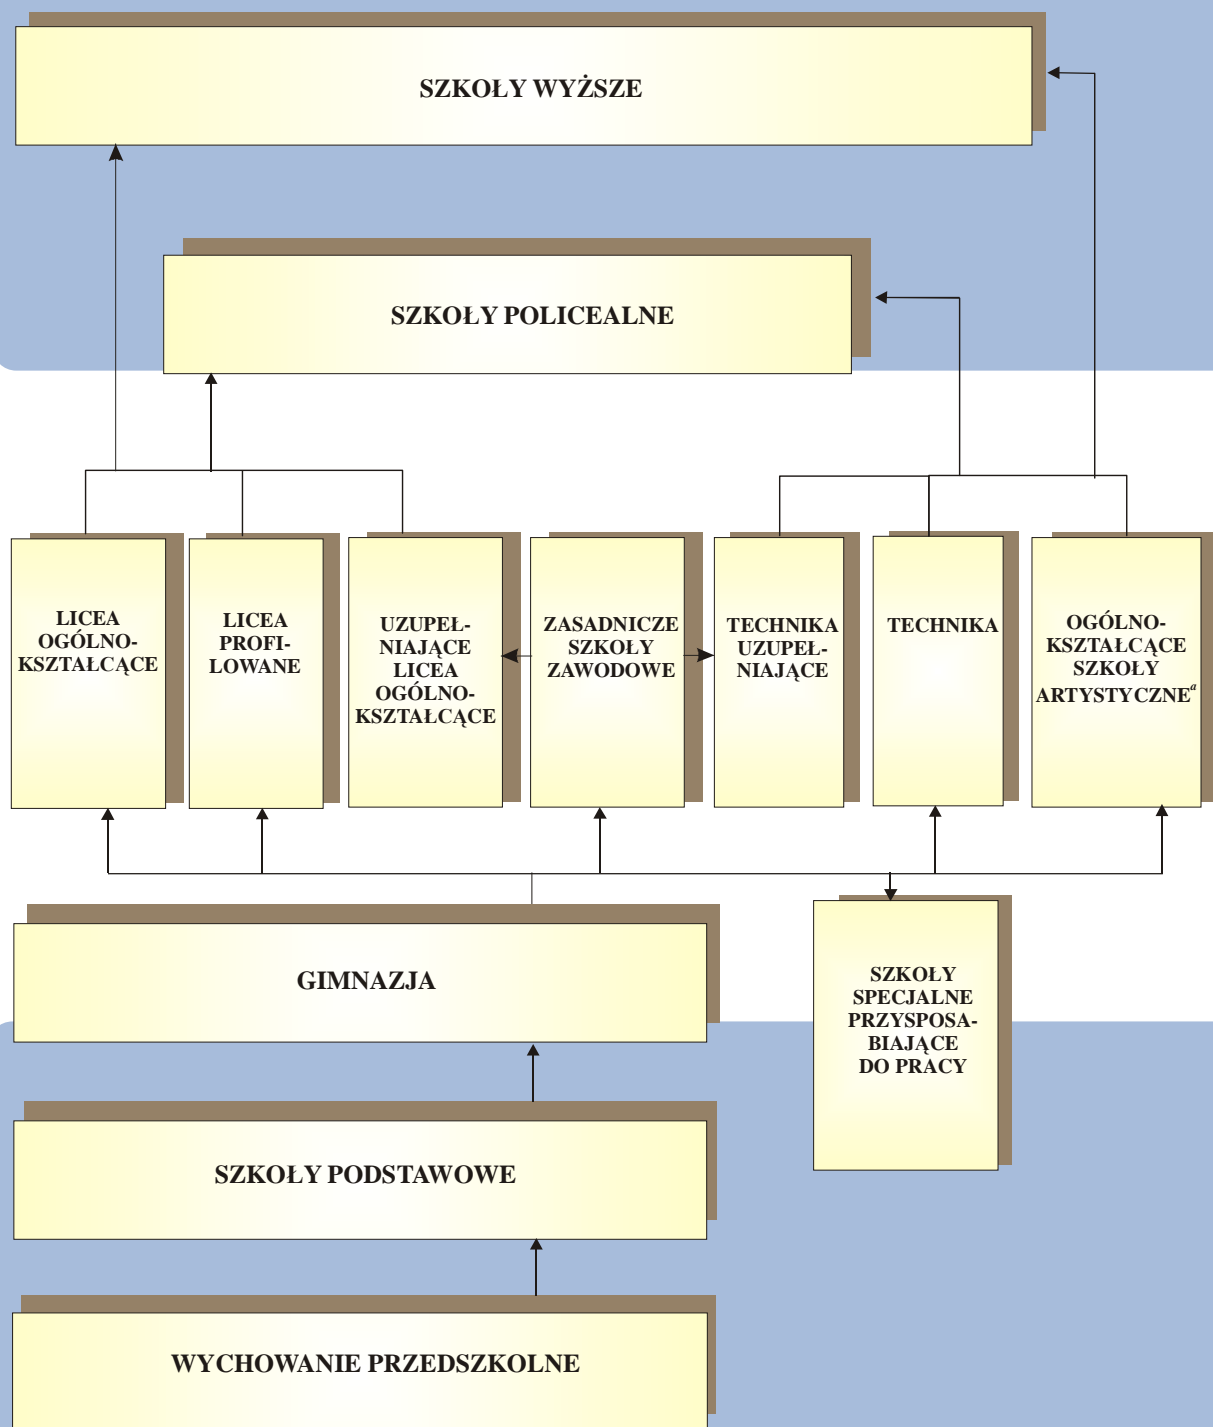 SZKOŁY WYŻSZE
SZKOŁY POLICEALNE
LICEA
OGÓLNO-
KSZTAŁCĄCE
LICEA
PROFI-
LOWANE
UZUPEŁ-
NIAJĄCE
LICEA
OGÓLNO-
KSZTAŁCĄCE
ZASADNICZE
SZKOŁY
ZAWODOWE
TECHNIKA
UZUPEŁ-
NIAJĄCE
TECHNIKA
OGÓLNO-
KSZTAŁCĄCE
SZKOŁY
ARTYSTYCZNEa
GIMNAZJA
SZKOŁY
SPECJALNE
PRZYSPOSA-
BIAJĄCE
DO PRACY
SZKOŁY PODSTAWOWE
WYCHOWANIE PRZEDSZKOLNE